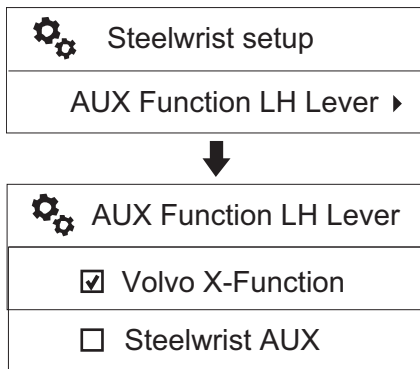 Steelwrist setup
AUX Function LH Lever
AUX Function LH Lever
Volvo X-Function
Steelwrist AUX